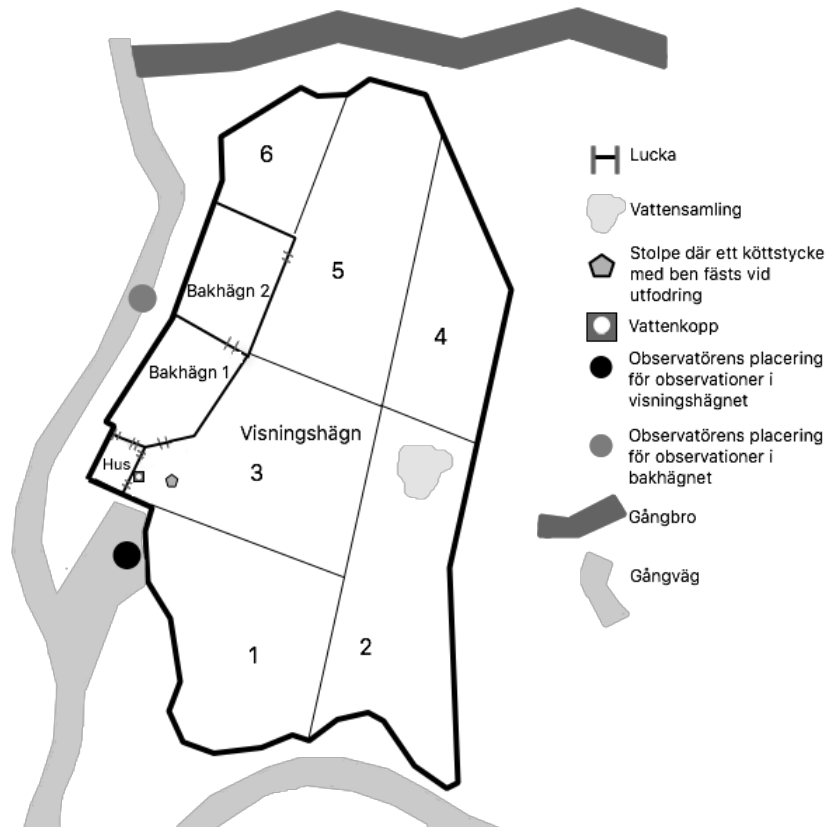 6
5
Bakhägn 2
4
Bakhägn 1
Visningshägn
Hus
3
1
2
Lucka
Vattensamling
Stolpe där ett köttstycke
med ben fästs vid
utfodring
Vattenkopp
Observatörens placering
för observationer i
visningshägnet
Observatörens placering
för observationer i
bakhägnet
Gångbro
Gångväg